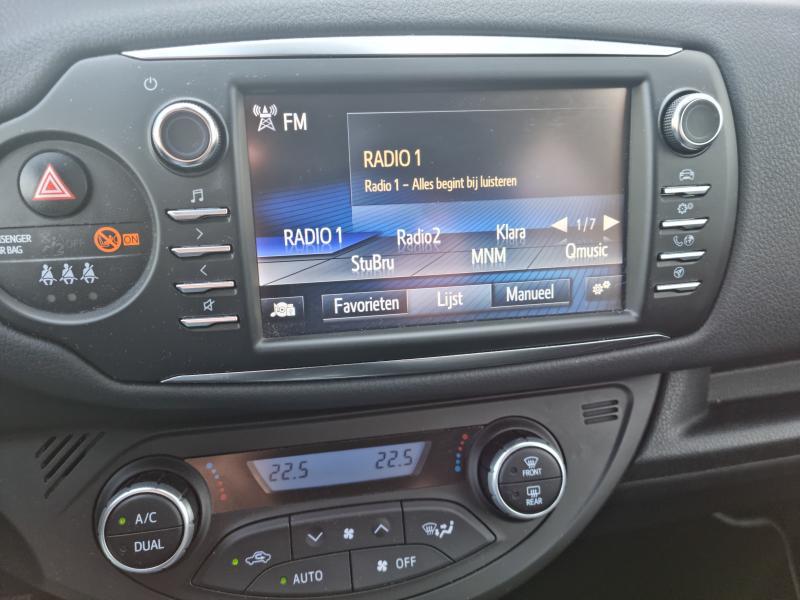 FM
RADIO 1
Radio 1 – Alles begint bij luisteren
RADIO 1 Radio2 Klara 1/7
StuBru MNM Qmusic
Favorieten Lijst Manueel
OFF ON
22.5 22.5
A/C
DUAL
FRONT
REAR
AUTO
OFF